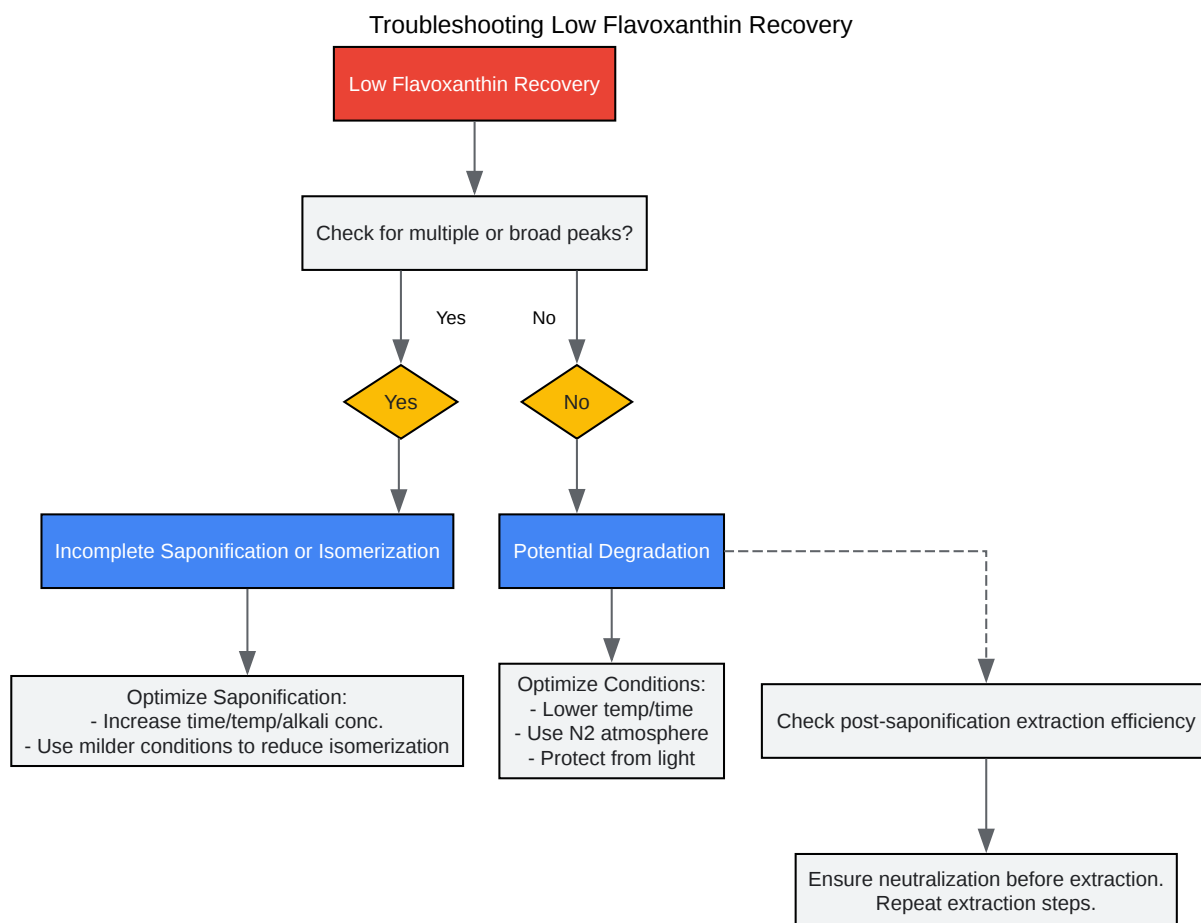 Troubleshooting Low Flavoxanthin Recovery
Low Flavoxanthin Recovery
Check for multiple or broad peaks?
Yes
No
Yes
No
Incomplete Saponification or Isomerization
Potential Degradation
Optimize Saponification:
- Increase time/temp/alkali conc.
- Use milder conditions to reduce isomerization
Optimize Conditions:
- Lower temp/time
- Use N2 atmosphere
- Protect from light
Check post-saponification extraction efficiency
Ensure neutralization before extraction.
Repeat extraction steps.